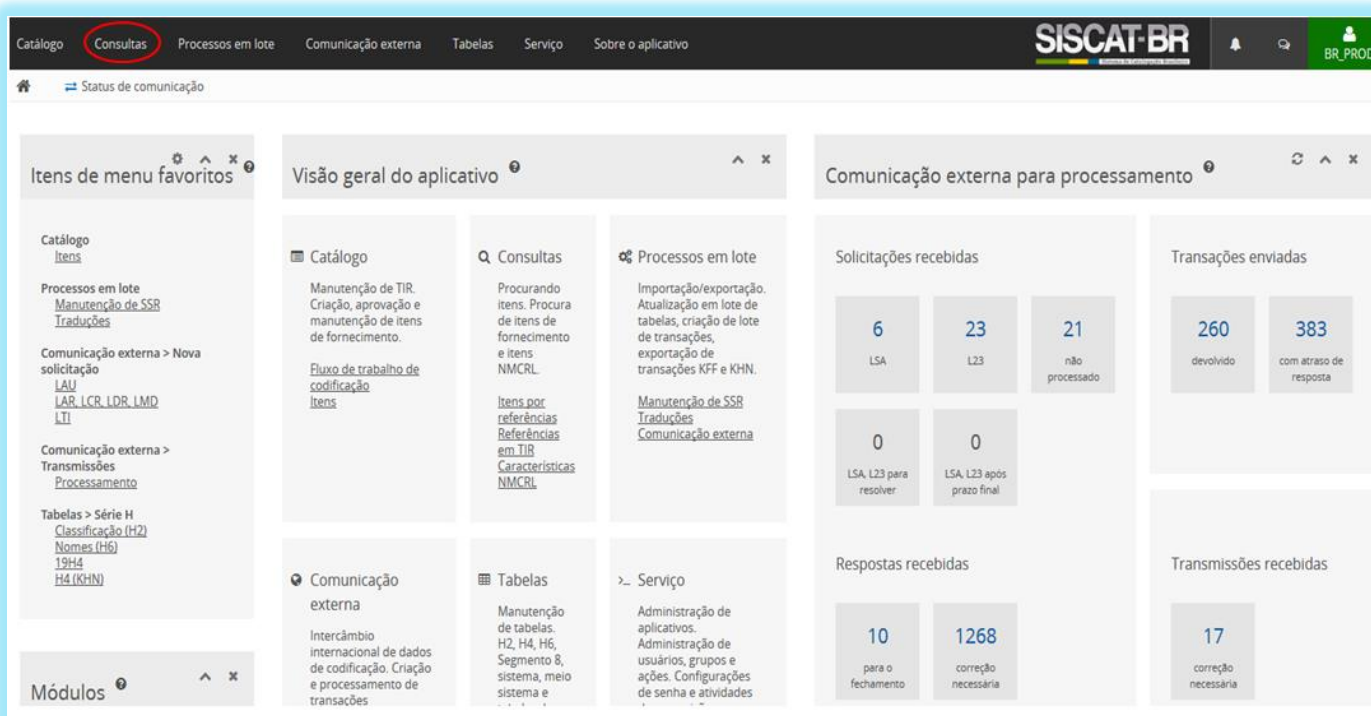 Catálogo Consultas Processos em lote Comunicação externa Tabelas Serviço Sobre o aplicativo SISCAT-BR BR_PROD
Status de comunicação
Itens de menu favoritos
Catálogo
Itens
Processos em lote
Manutenção de SSR
Traduções
Comunicação externa > Nova
solicitação
LAU
LAR, LCR, LDR, LMD
LTI
Comunicação externa >
Transmissões
Processamento
Tabelas > Série H
Classificação (H2)
Nomes (H6)
19H4
H4 (KHN)
Módulos
Visão geral do aplicativo
Catálogo
Manutenção de TIR.
Criação, aprovação e
manutenção de itens
de fornecimento.
Fluxo de trabalho de
codificação
Itens
Consultas
Procurando
itens. Procura
de itens de
fornecimento
e itens
NMCRL.
Itens por
referências
Referências
em TIR
Características
NMCRL
Processos em lote
Importação/exportação.
Atualização em lote de
tabelas, criação de lote
de transações,
exportação de
transações KFF e KHN.
Manutenção de SSR
Traduções
Comunicação externa
Comunicação
externa
Intercâmbio
internacional de dados
de codificação. Criação
e processamento de
transações
Tabelas
Manutenção
de tabelas.
H2, H4, H6,
Segmento 8,
sistema, meio
sistema e
Serviço
Administração de
aplicativos.
Administração de
usuários, grupos e
ações. Configurações
de senha e atividades
Comunicação externa para processamento
Solicitações recebidas
6
LSA
23
L23
21
não
processado
0
LSA, L23 para
resolver
0
LSA, L23 após
prazo final
Respostas recebidas
10
para o
fechamento
1268
correção
necessária
Transações enviadas
260
devolvido
383
com atraso de
resposta
Transmissões recebidas
17
correção
necessária